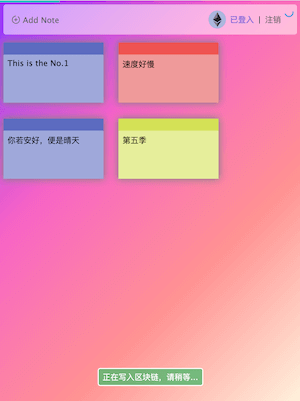 Add Note
已登入 | 注销
This is the No.1
速度好慢
你若安好，便是晴天
第五季
正在写入区块链，请稍等...